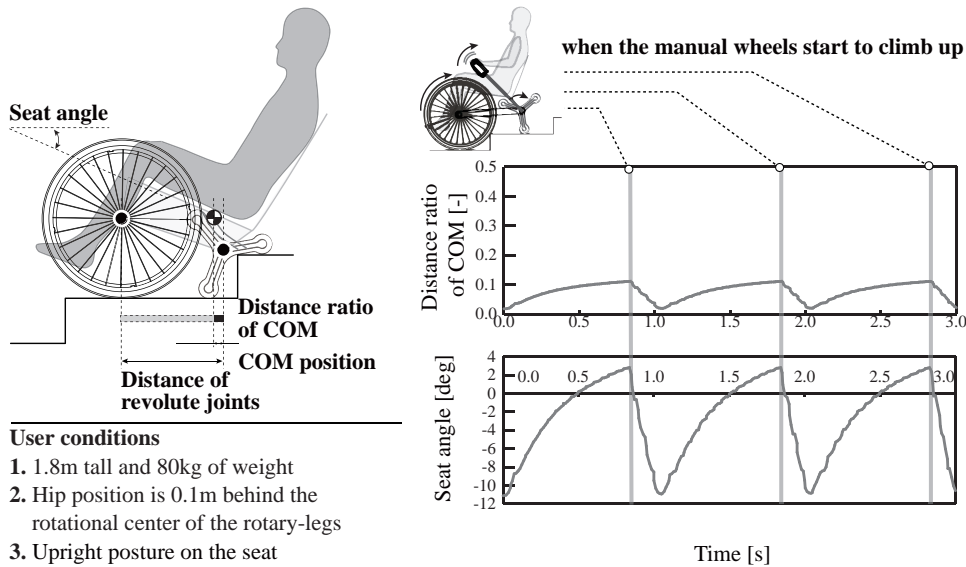 Seat angle
Distance ratio
of COM
COM position
Distance of
revolute joints
User conditions
1. 1.8m tall and 80kg of weight
2. Hip position is 0.1m behind the
rotational center of the rotary-legs
3. Upright posture on the seat
when the manual wheels start to climb up
Distance ratio
of COM [-]
0.5
0.4
0.3
0.2
0.1
0.0
0.0 0.5 1.0 1.5 2.0 2.5 3.0
Seat angle [deg]
4
2
0
-2
-4
-6
-8
-10
-12
0.0 0.5 1.0 1.5 2.0 2.5 3.0
Time [s]